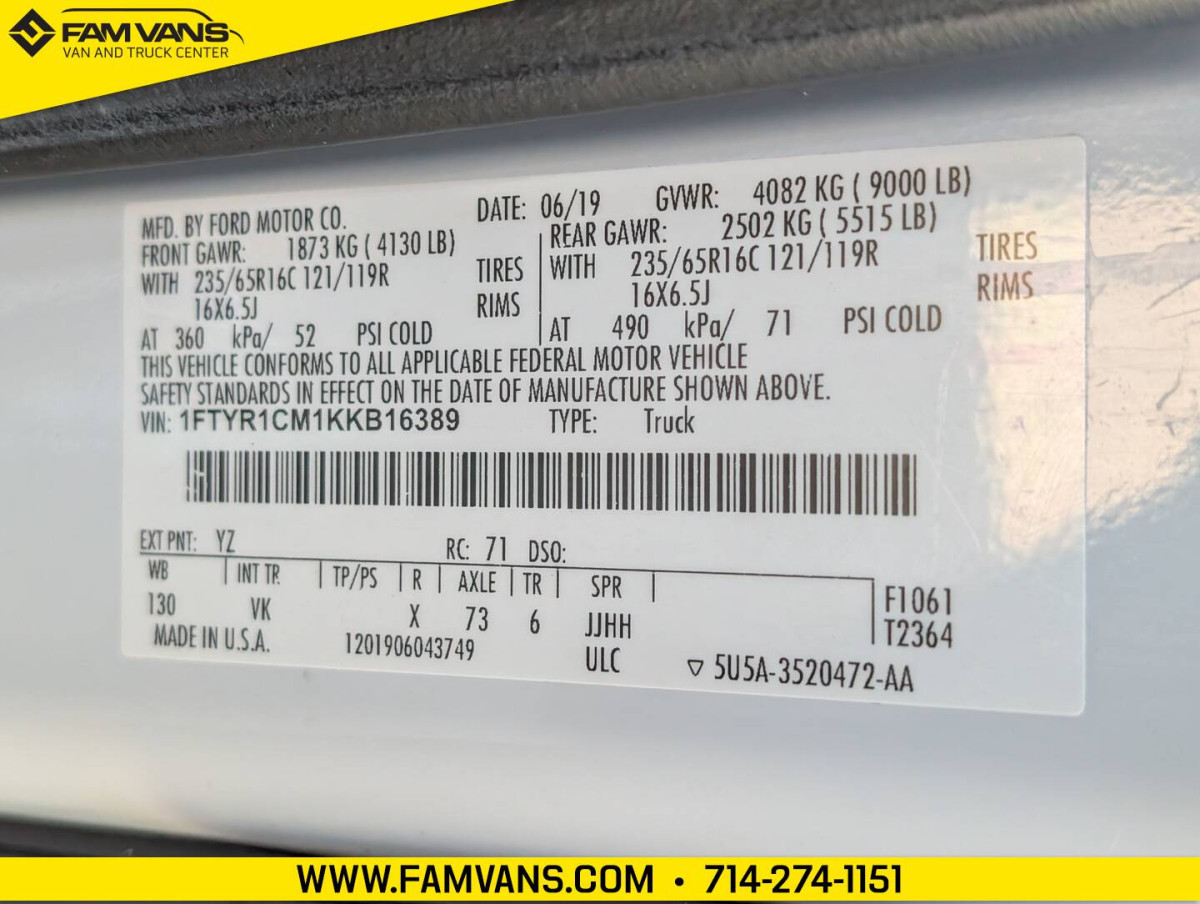 FAM VANS
VAN AND TRUCK CENTER
MFD. BY FORD MOTOR CO. DATE: 06/19 GVWR: 4082 KG ( 9000 LB)
FRONT GAWR: 1873 KG ( 4130 LB) REAR GAWR: 2502 KG ( 5515 LB)
WITH 235/65R16C 121/119R TIRES WITH 235/65R16C 121/119R TIRES
16X6.5J RIMS 16X6.5J RIMS
AT 360 kPa/ 52 PSI COLD AT 490 kPa/ 71 PSI COLD
THIS VEHICLE CONFORMS TO ALL APPLICABLE FEDERAL MOTOR VEHICLE
SAFETY STANDARDS IN EFFECT ON THE DATE OF MANUFACTURE SHOWN ABOVE.
VIN: 1FTYR1CM1KKB16389 TYPE: Truck
EXT PNT: YZ RC: 71 DSO:
WB INT TR TP/PS R AXLE TR SPR F1061
130 VK X 73 6 JJHH T2364
MADE IN U.S.A. 1201906043749 ULC ▽ 5U5A-3520472-AA
WWW.FAMVANS.COM • 714-274-1151